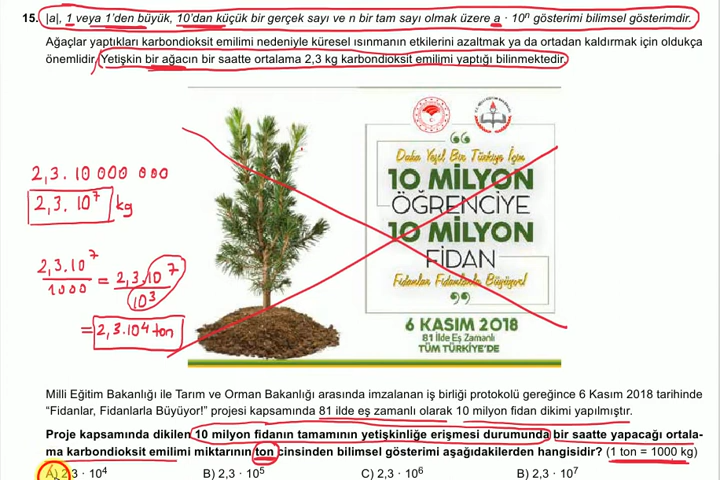 15. |a|, 1 veya 1'den büyük, 10'dan küçük bir gerçek sayı ve n bir tam sayı olmak üzere a · 10ⁿ gösterimi bilimsel gösterimdir.
Ağaçlar yaptıkları karbondioksit emilimi nedeniyle küresel ısınmanın etkilerini azaltmak ya da ortadan kaldırmak için oldukça
önemlidir. Yetişkin bir ağacın bir saatte ortalama 2,3 kg karbondioksit emilimi yaptığı bilinmektedir.
2,3 . 10 000 000
2,3 . 10⁷ kg
2,3 . 10⁷ / 1000 = 2,3 . 10⁷ / 10³
= 2,3 . 10⁴ ton
Daha Yeşil Bir Türkiye İçin
10 MİLYON
ÖĞRENCİYE
10 MİLYON
FİDAN
Fidanlar Fidanlarla Büyüyor!
6 KASIM 2018
81 İlde Eş Zamanlı
TÜM TÜRKİYE'DE
Milli Eğitim Bakanlığı ile Tarım ve Orman Bakanlığı arasında imzalanan iş birliği protokolü gereğince 6 Kasım 2018 tarihinde
"Fidanlar, Fidanlarla Büyüyor!" projesi kapsamında 81 ilde eş zamanlı olarak 10 milyon fidan dikimi yapılmıştır.
Proje kapsamında dikilen 10 milyon fidanın tamamının yetişkinliğe erişmesi durumunda bir saatte yapacağı ortala-
ma karbondioksit emilimi miktarının ton cinsinden bilimsel gösterimi aşağıdakilerden hangisidir? (1 ton = 1000 kg)
A) 2,3 · 10⁴ B) 2,3 · 10⁵ C) 2,3 · 10⁶ B) 2,3 · 10⁷